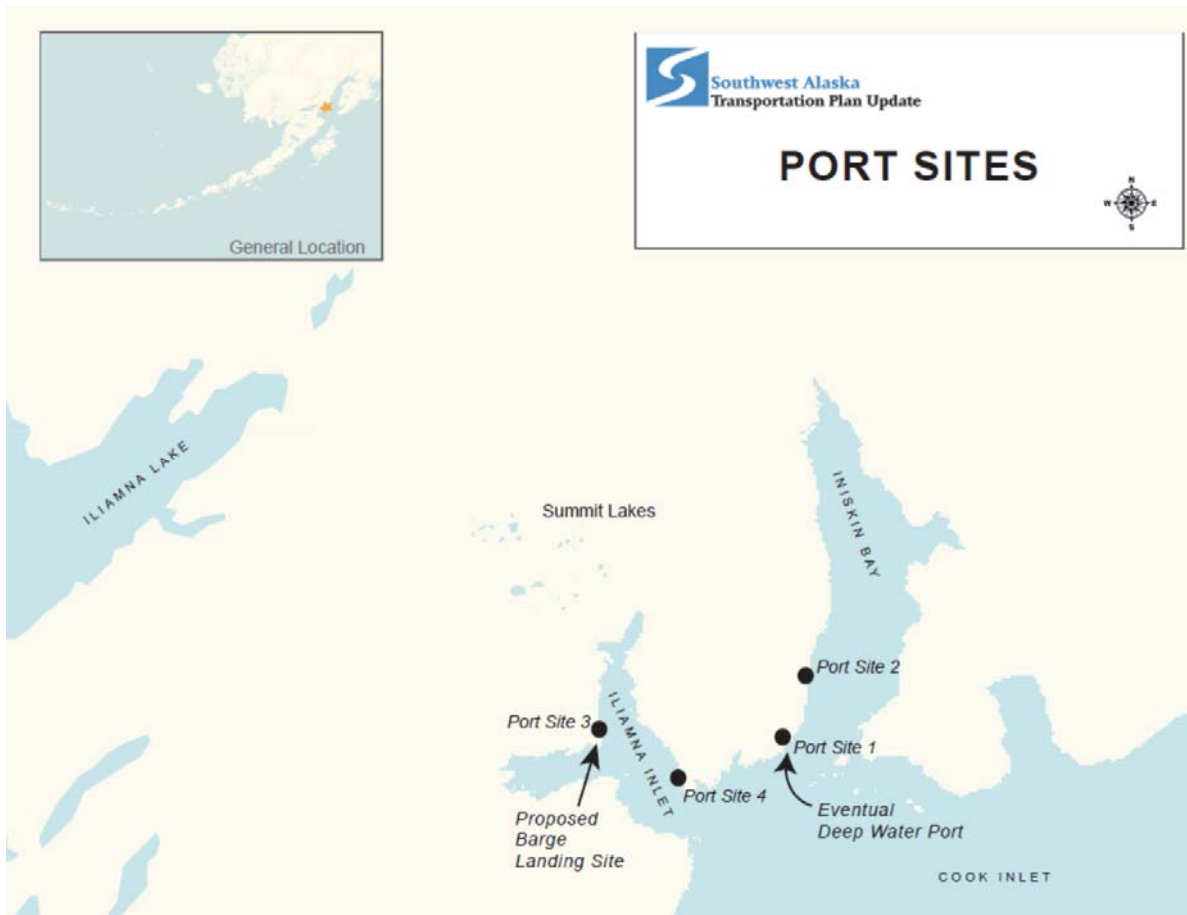 General Location
Southwest Alaska
Transportation Plan Update
PORT SITES
N
W E
S
ILIAMNA LAKE
Summit Lakes
INISKIN BAY
Port Site 2
Port Site 3
ILIAMNA INLET
Port Site 1
Port Site 4
Proposed
Barge
Landing Site
Eventual
Deep Water Port
COOK INLET